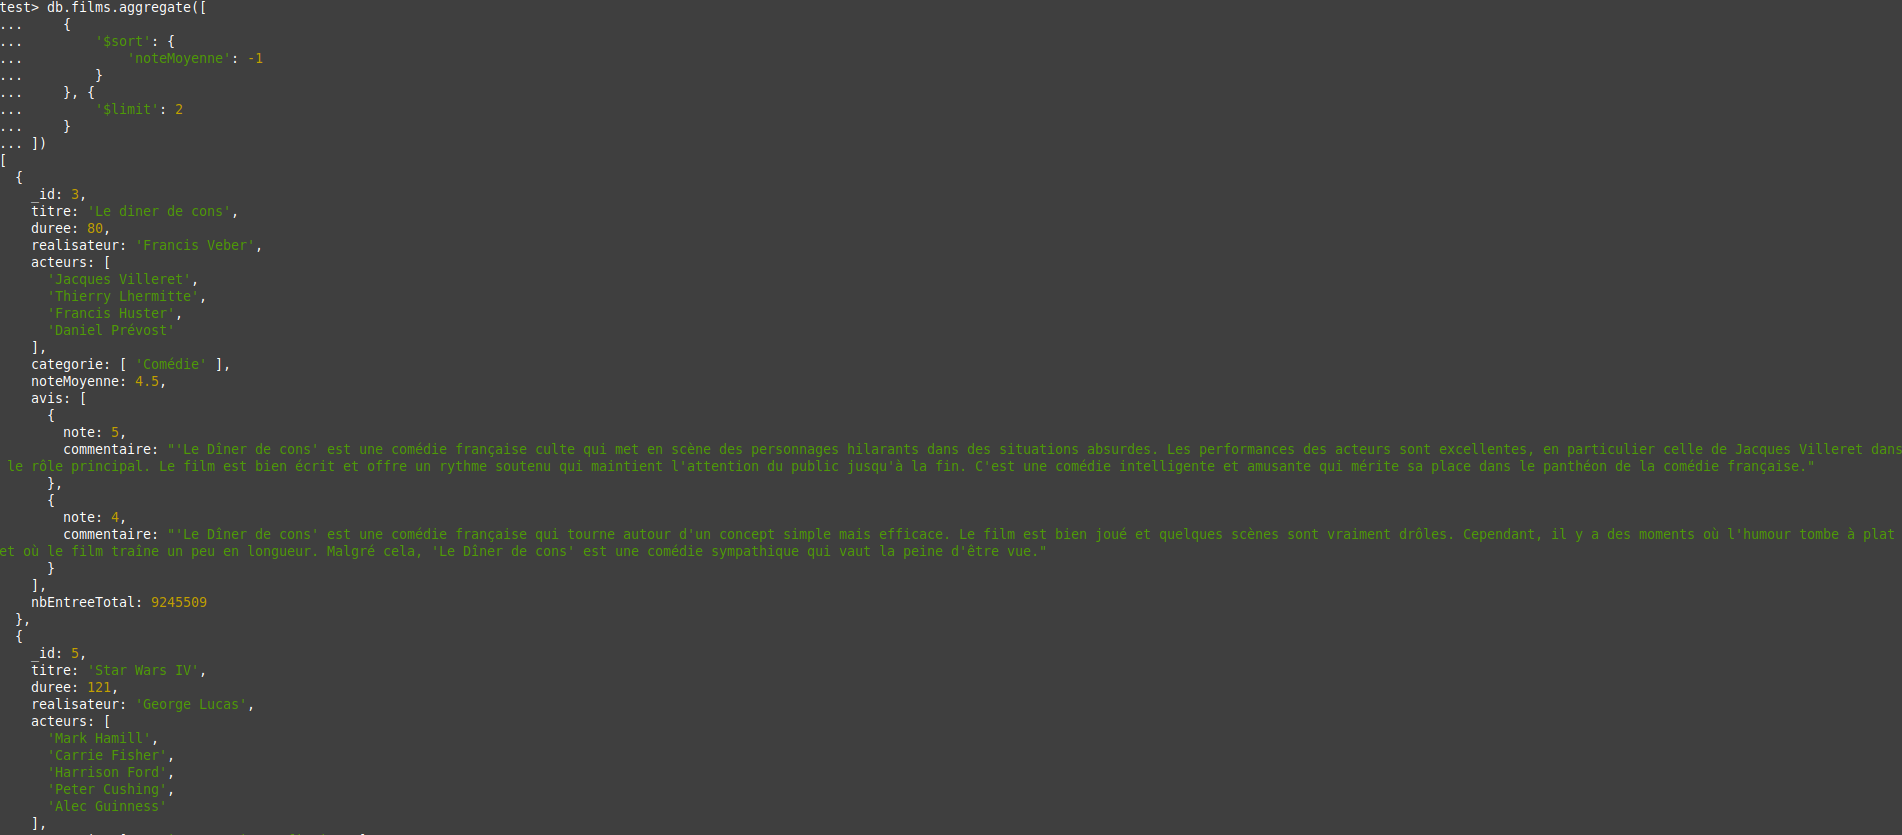 test> db.films.aggregate([
...     {
...         '$sort': {
...             'noteMoyenne': -1
...         }
...     }, {
...         '$limit': 2
...     }
... ])
[
  {
    _id: 3,
    titre: 'Le diner de cons',
    duree: 80,
    realisateur: 'Francis Veber',
    acteurs: [
      'Jacques Villeret',
      'Thierry Lhermitte',
      'Francis Huster',
      'Daniel Prévost'
    ],
    categorie: [ 'Comédie' ],
    noteMoyenne: 4.5,
    avis: [
      {
        note: 5,
        commentaire: "'Le Dîner de cons' est une comédie française culte qui met en scène des personnages hilarants dans des situations absurdes. Les performances des acteurs sont excellentes, en particulier celle de Jacques Villeret dans
 le rôle principal. Le film est bien écrit et offre un rythme soutenu qui maintient l'attention du public jusqu'à la fin. C'est une comédie intelligente et amusante qui mérite sa place dans le panthéon de la comédie française."
      },
      {
        note: 4,
        commentaire: "'Le Dîner de cons' est une comédie française qui tourne autour d'un concept simple mais efficace. Le film est bien joué et quelques scènes sont vraiment drôles. Cependant, il y a des moments où l'humour tombe à plat
et où le film traîne un peu en longueur. Malgré cela, 'Le Dîner de cons' est une comédie sympathique qui vaut la peine d'être vue."
      }
    ],
    nbEntreeTotal: 9245509
  },
  {
    _id: 5,
    titre: 'Star Wars IV',
    duree: 121,
    realisateur: 'George Lucas',
    acteurs: [
      'Mark Hamill',
      'Carrie Fisher',
      'Harrison Ford',
      'Peter Cushing',
      'Alec Guinness'
    ],